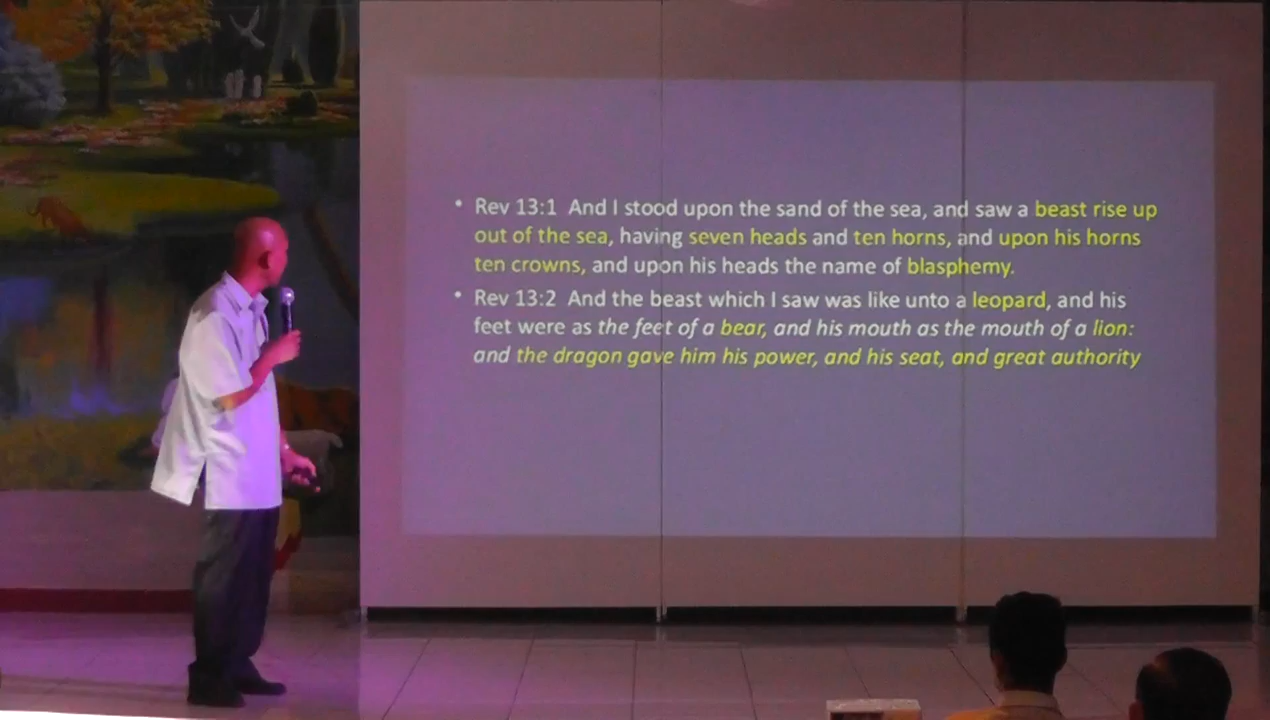 • Rev 13:1 And I stood upon the sand of the sea, and saw a beast rise up
out of the sea, having seven heads and ten horns, and upon his horns
ten crowns, and upon his heads the name of blasphemy.
• Rev 13:2 And the beast which I saw was like unto a leopard, and his
feet were as the feet of a bear, and his mouth as the mouth of a lion:
and the dragon gave him his power, and his seat, and great authority